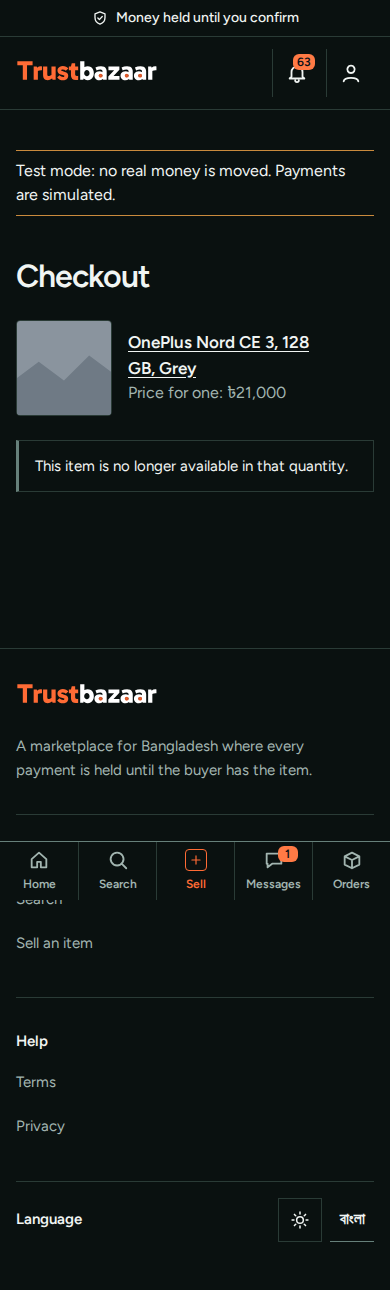 Money held until you confirm
Trustbazaar
63
Test mode: no real money is moved. Payments
are simulated.
Checkout
OnePlus Nord CE 3, 128
GB, Grey
Price for one: ৳21,000
This item is no longer available in that quantity.
Trustbazaar
A marketplace for Bangladesh where every
payment is held until the buyer has the item.
1
Home
Search
Sell
Messages
Orders
Search
Sell an item
Help
Terms
Privacy
Language
বাংলা